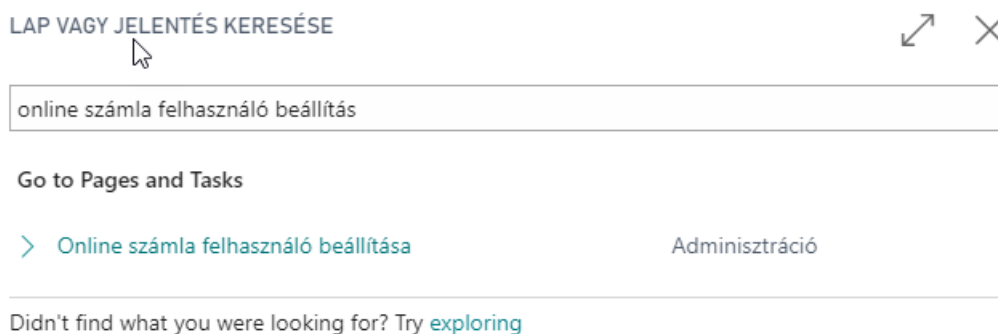 LAP VAGY JELENTÉS KERESÉSE
online számla felhasználó beállítás
Go to Pages and Tasks
Online számla felhasználó beállítása Adminisztráció
Didn't find what you were looking for? Try exploring